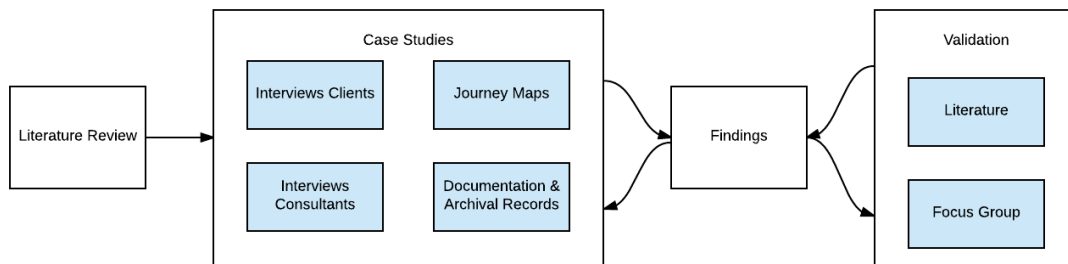 Literature Review
Case Studies
Interviews Clients
Journey Maps
Interviews
Consultants
Documentation &
Archival Records
Findings
Validation
Literature
Focus Group